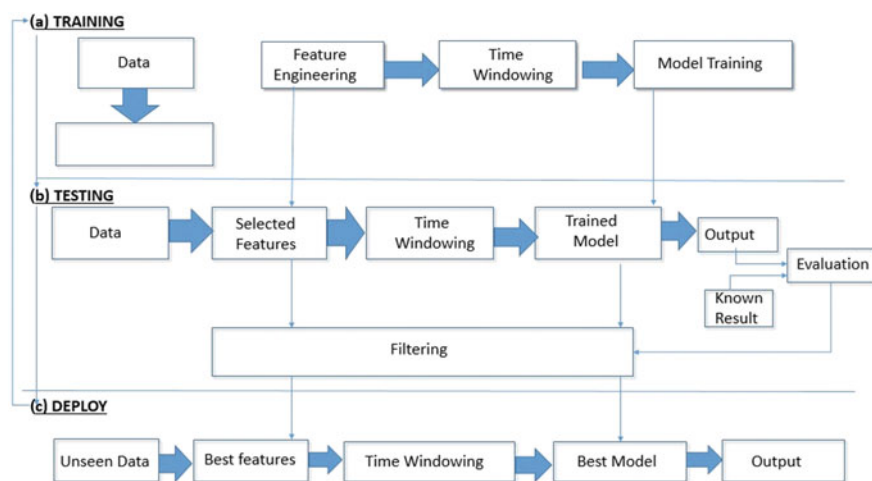 (a) TRAINING
Data
Feature
Engineering
Time
Windowing
Model Training
(b) TESTING
Data
Selected
Features
Time
Windowing
Trained
Model
Output
Evaluation
Known
Result
Filtering
(c) DEPLOY
Unseen Data
Best features
Time Windowing
Best Model
Output